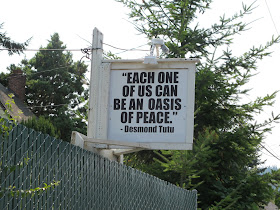 “EACH ONE
OF US CAN
BE AN OASIS
OF PEACE.”
- Desmond Tutu